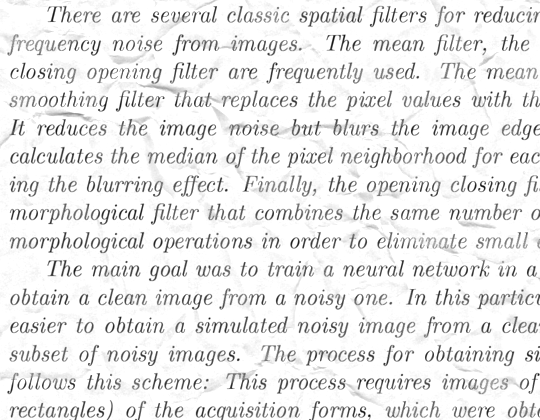 There are several classic spatial filters for reducin
frequency noise from images. The mean filter, the
closing opening filter are frequently used. The mean
smoothing filter that replaces the pixel values with th
It reduces the image noise but blurs the image edge
calculates the median of the pixel neighborhood for eac
ing the blurring effect. Finally, the opening closing fi
morphological filter that combines the same number o
morphological operations in order to eliminate small e
The main goal was to train a neural network in a
obtain a clean image from a noisy one. In this particu
easier to obtain a simulated noisy image from a clea
subset of noisy images. The process for obtaining si
follows this scheme: This process requires images of
rectangles) of the acquisition forms, which were obta